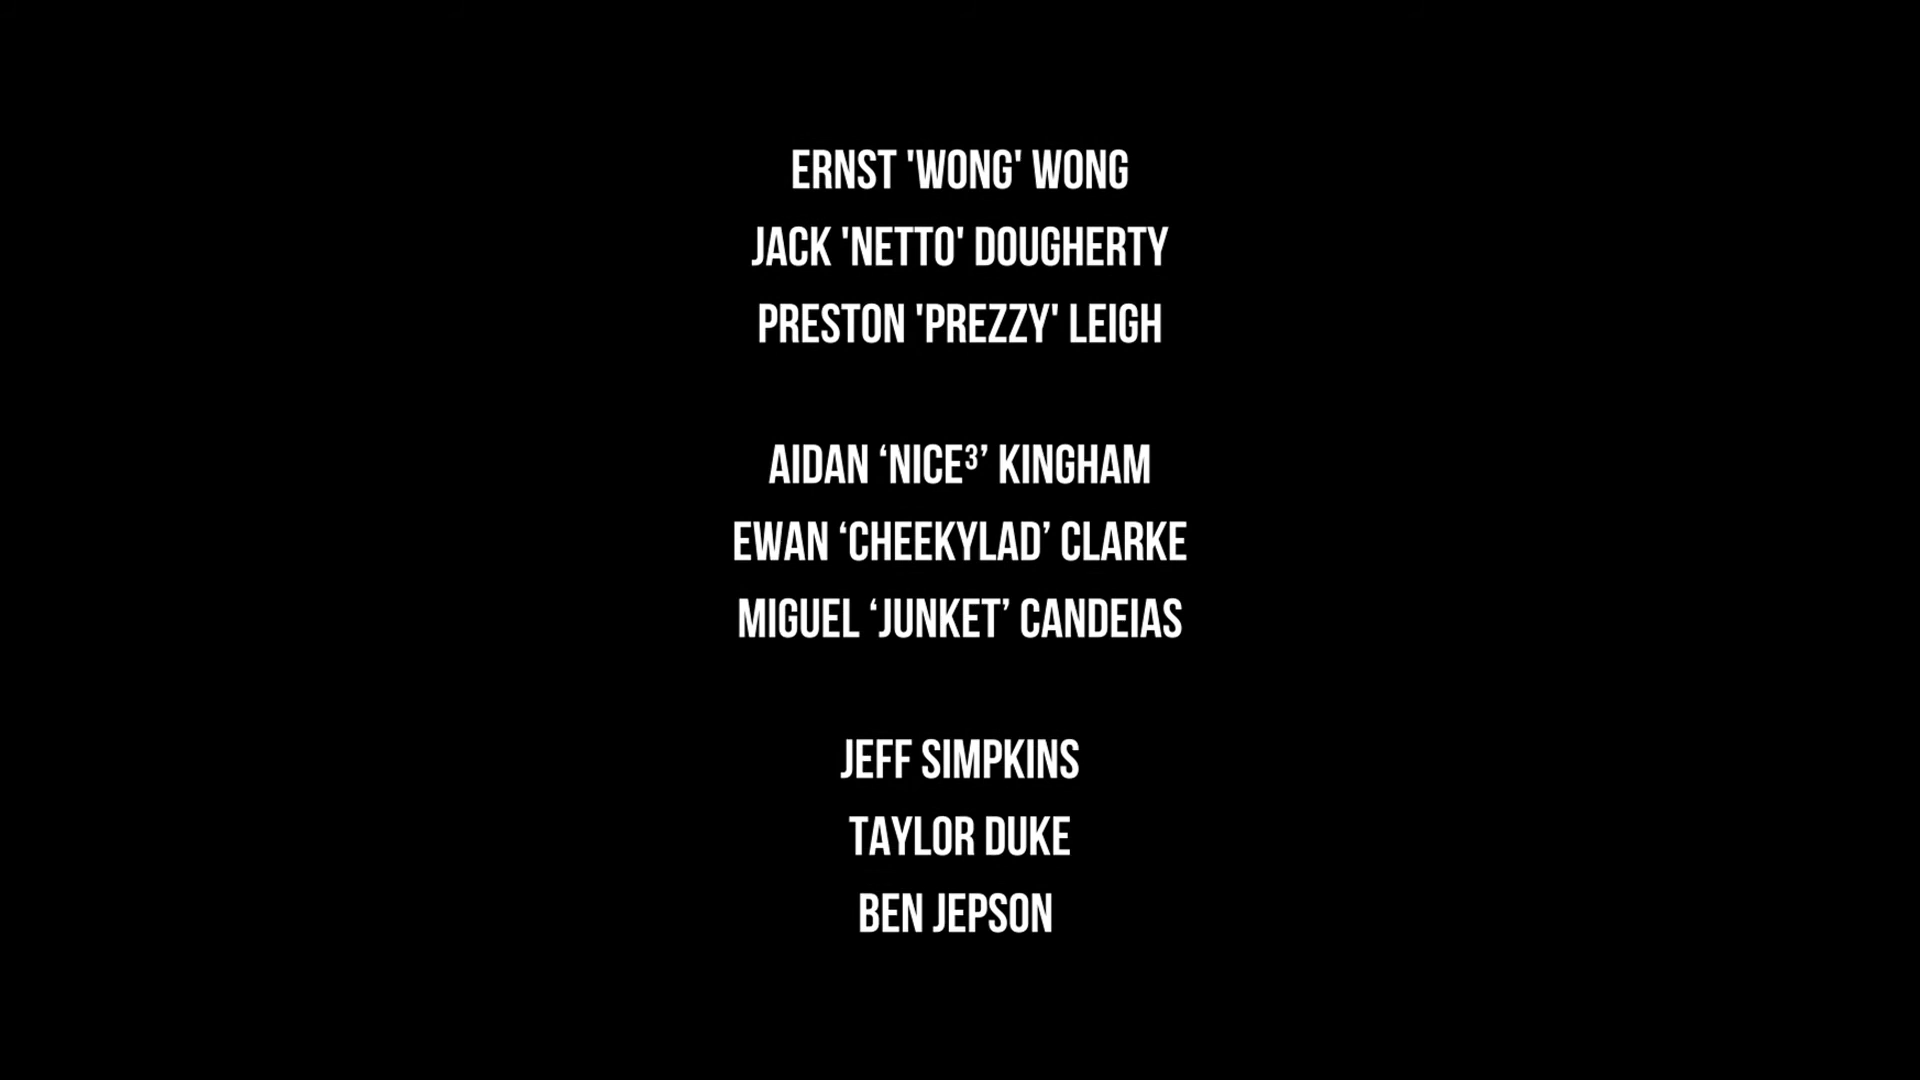 ERNST 'WONG' WONG
JACK 'NETTO' DOUGHERTY
PRESTON 'PREZZY' LEIGH
AIDAN ‘NICE³’ KINGHAM
EWAN ‘CHEEKYLAD’ CLARKE
MIGUEL ‘JUNKET’ CANDEIAS
JEFF SIMPKINS
TAYLOR DUKE
BEN JEPSON